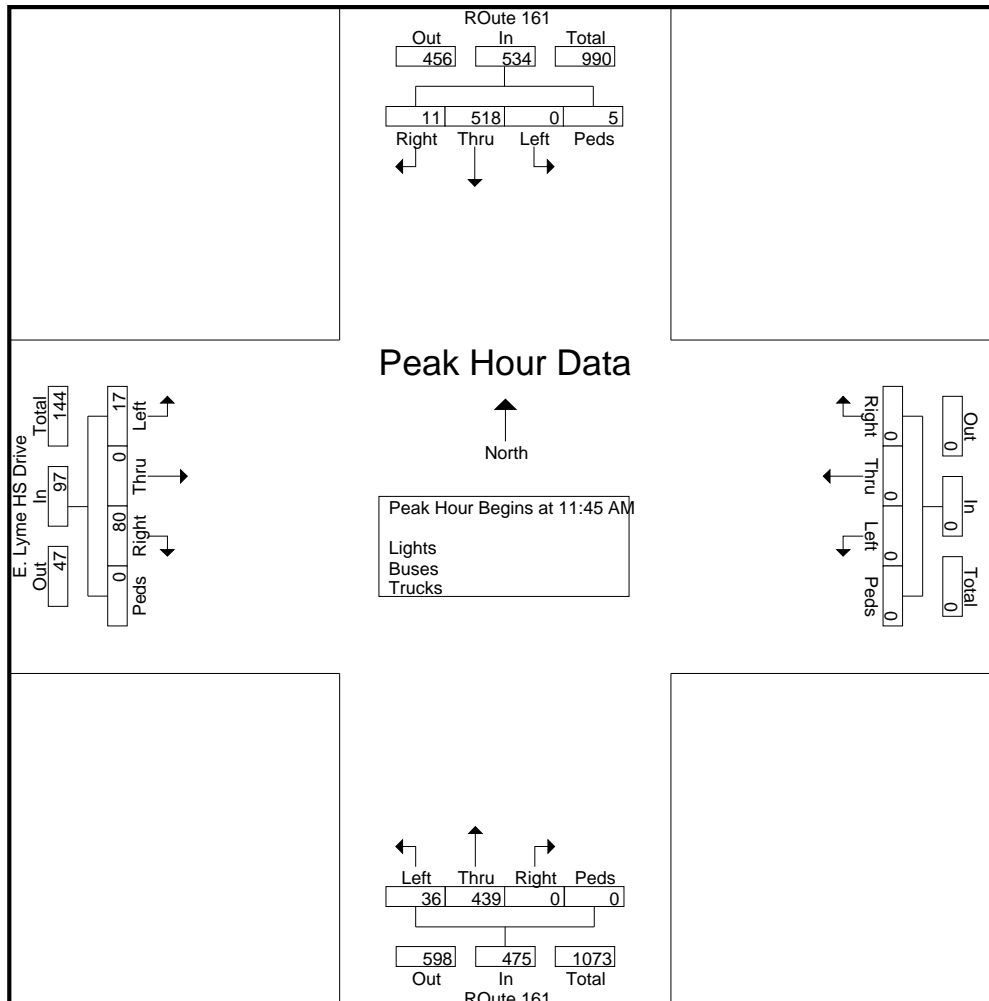 ROute 161
Out In Total
456 534 990
11 518 0 5
Right Thru Left Peds
Peak Hour Data
North
Peak Hour Begins at 11:45 AM
Lights
Buses
Trucks
E. Lyme HS Drive
Out In Total
47 97 144
0 80 0 17
Peds Right Thru Left
Right Thru Left Peds
0 0 0 0
Out In Total
0 0 0
Left Thru Right Peds
36 439 0 0
598 475 1073
Out In Total
ROute 161